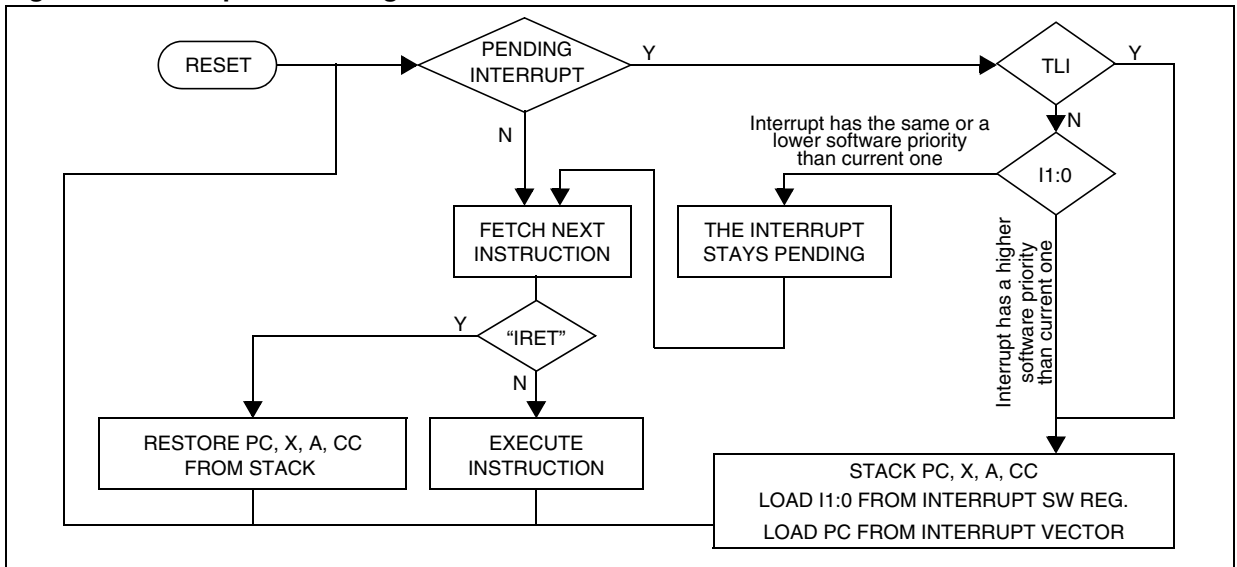 RESET
PENDING
INTERRUPT
Y
TLI
Y
N
N
Interrupt has the same or a
lower software priority
than current one
I1:0
FETCH NEXT
INSTRUCTION
THE INTERRUPT
STAYS PENDING
Interrupt has a higher
software priority
than current one
Y
“IRET”
N
RESTORE PC, X, A, CC
FROM STACK
EXECUTE
INSTRUCTION
STACK PC, X, A, CC
LOAD I1:0 FROM INTERRUPT SW REG.
LOAD PC FROM INTERRUPT VECTOR